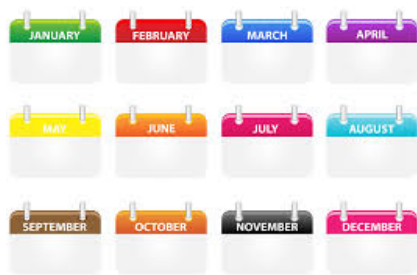 JANUARY
FEBRUARY
MARCH
APRIL
MAY
JUNE
JULY
AUGUST
SEPTEMBER
OCTOBER
NOVEMBER
DECEMBER